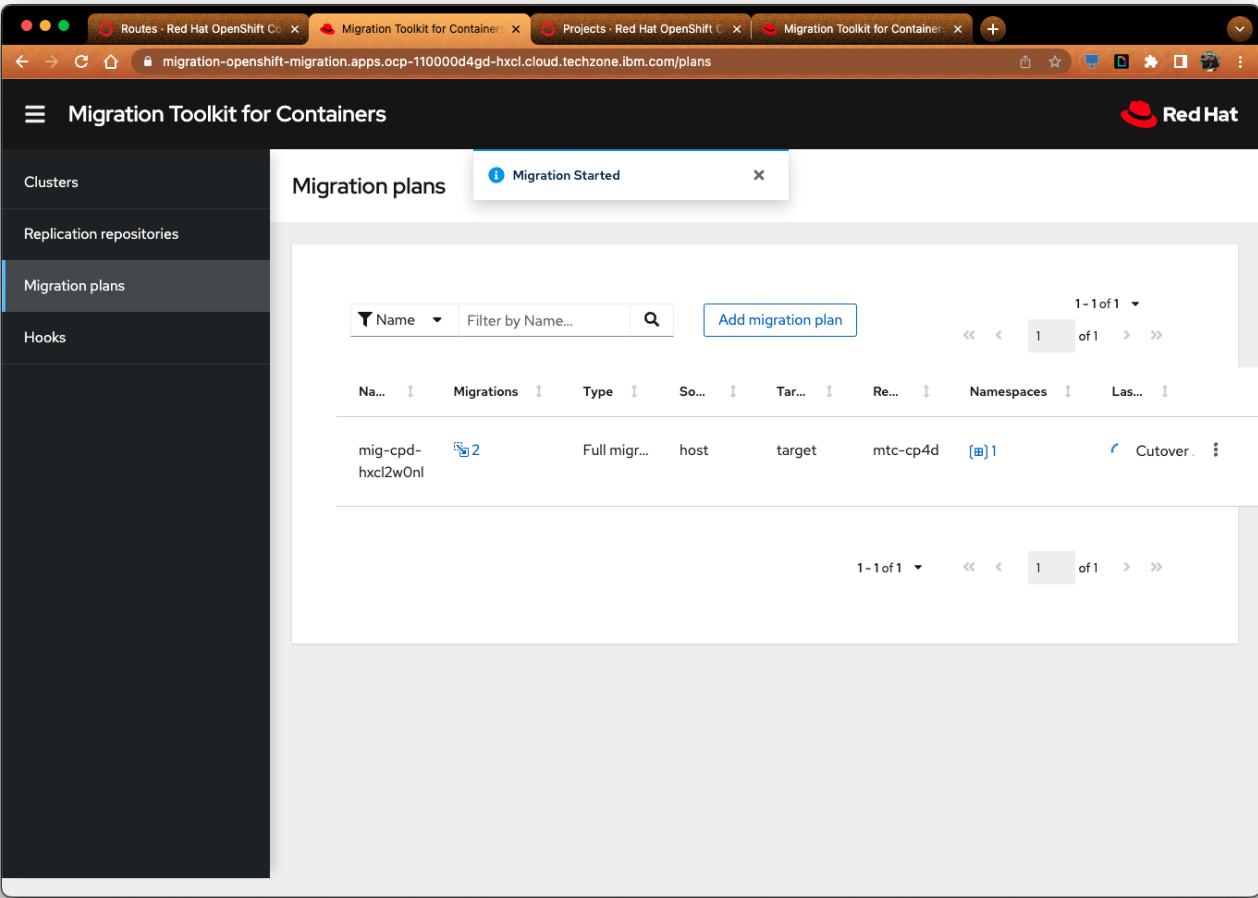 Routes · Red Hat OpenShift Co
Migration Toolkit for Containers
Projects · Red Hat OpenShift C
Migration Toolkit for Containers
migration-openshift-migration.apps.ocp-110000d4gd-hxcl.cloud.techzone.ibm.com/plans
Migration Toolkit for Containers
Red Hat
Clusters
Replication repositories
Migration plans
Hooks
Migration plans
Migration Started
Name
Filter by Name...
Add migration plan
1 - 1 of 1
1 of 1
Na... Migrations Type So... Tar... Re... Namespaces Las...
mig-cpd-
hxcl2w0nl
2 Full migr... host target mtc-cp4d 1 Cutover .
1 - 1 of 1 1 of 1